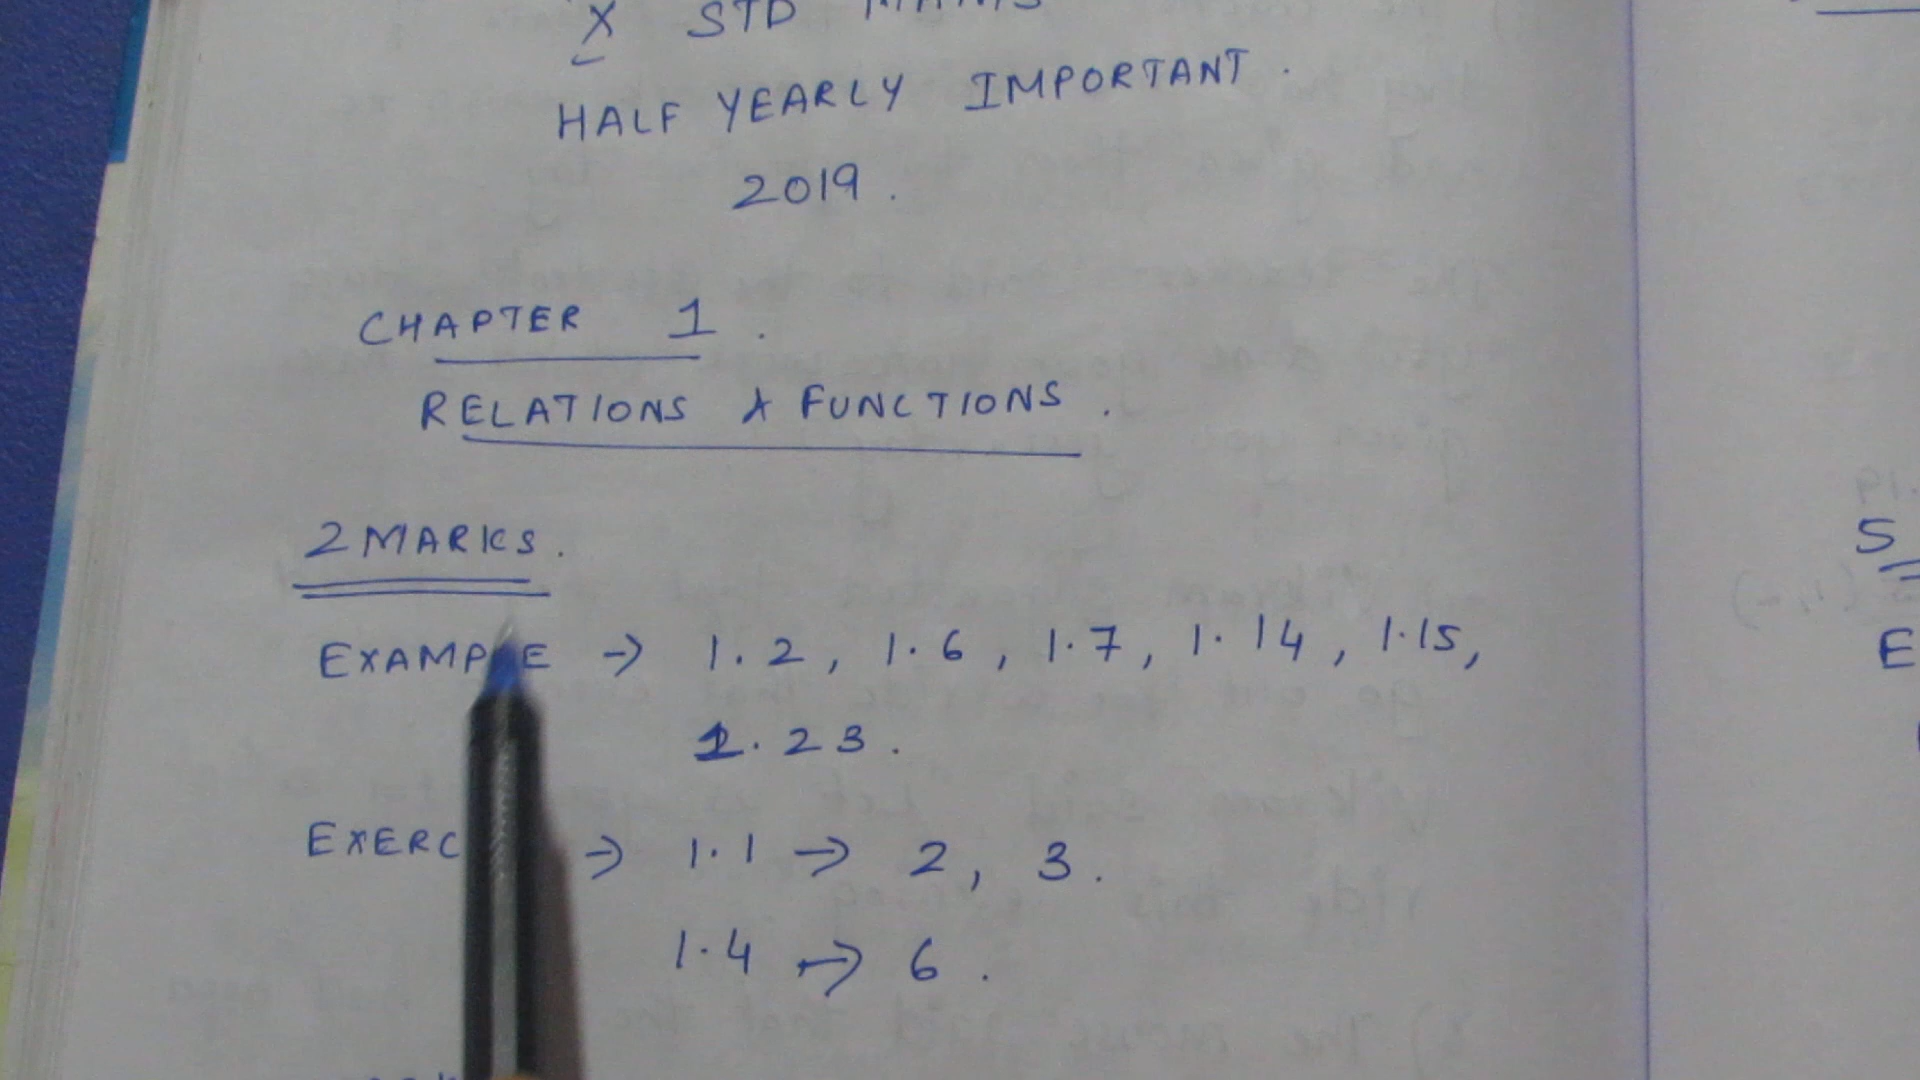 X STD MATHS
HALF YEARLY IMPORTANT.
2019.
CHAPTER 1.
RELATIONS & FUNCTIONS.
2 MARKS.
EXAMPLE → 1.2, 1.6, 1.7, 1.14, 1.15,
1.23.
EXERC → 1.1 → 2, 3.
1.4 → 6.
S
E